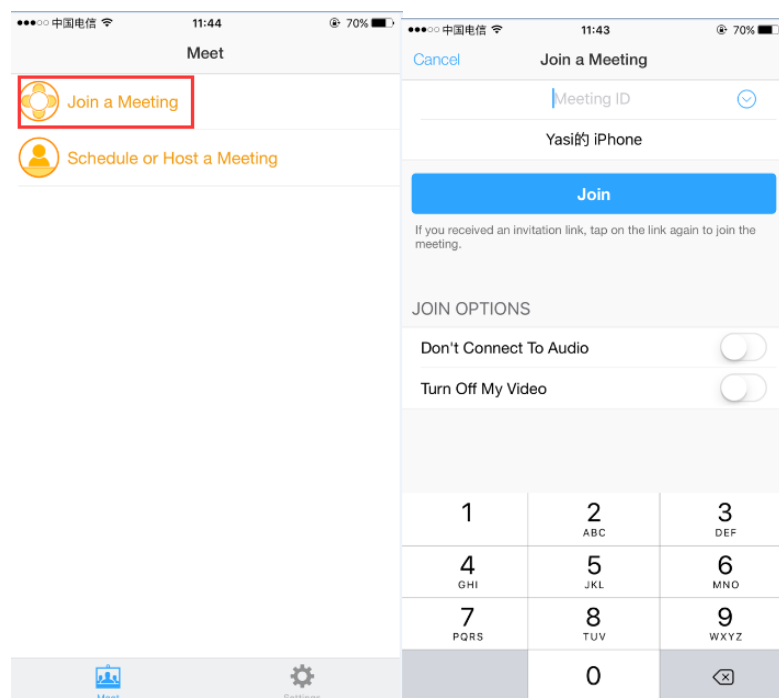 中国电信
11:44
70%
Meet
Join a Meeting
Schedule or Host a Meeting
Meet
Settings
中国电信
11:43
70%
Cancel
Join a Meeting
Meeting ID
Yasi的 iPhone
Join
If you received an invitation link, tap on the link again to join the
meeting.
JOIN OPTIONS
Don't Connect To Audio
Turn Off My Video
1
2
3
ABC
DEF
4
5
6
GHI
JKL
MNO
7
8
9
PQRS
TUV
WXYZ
0